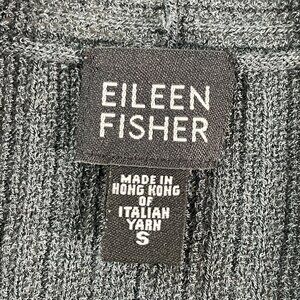 EILEEN
FISHER
MADE IN
HONG KONG
OF
ITALIAN
YARN
S